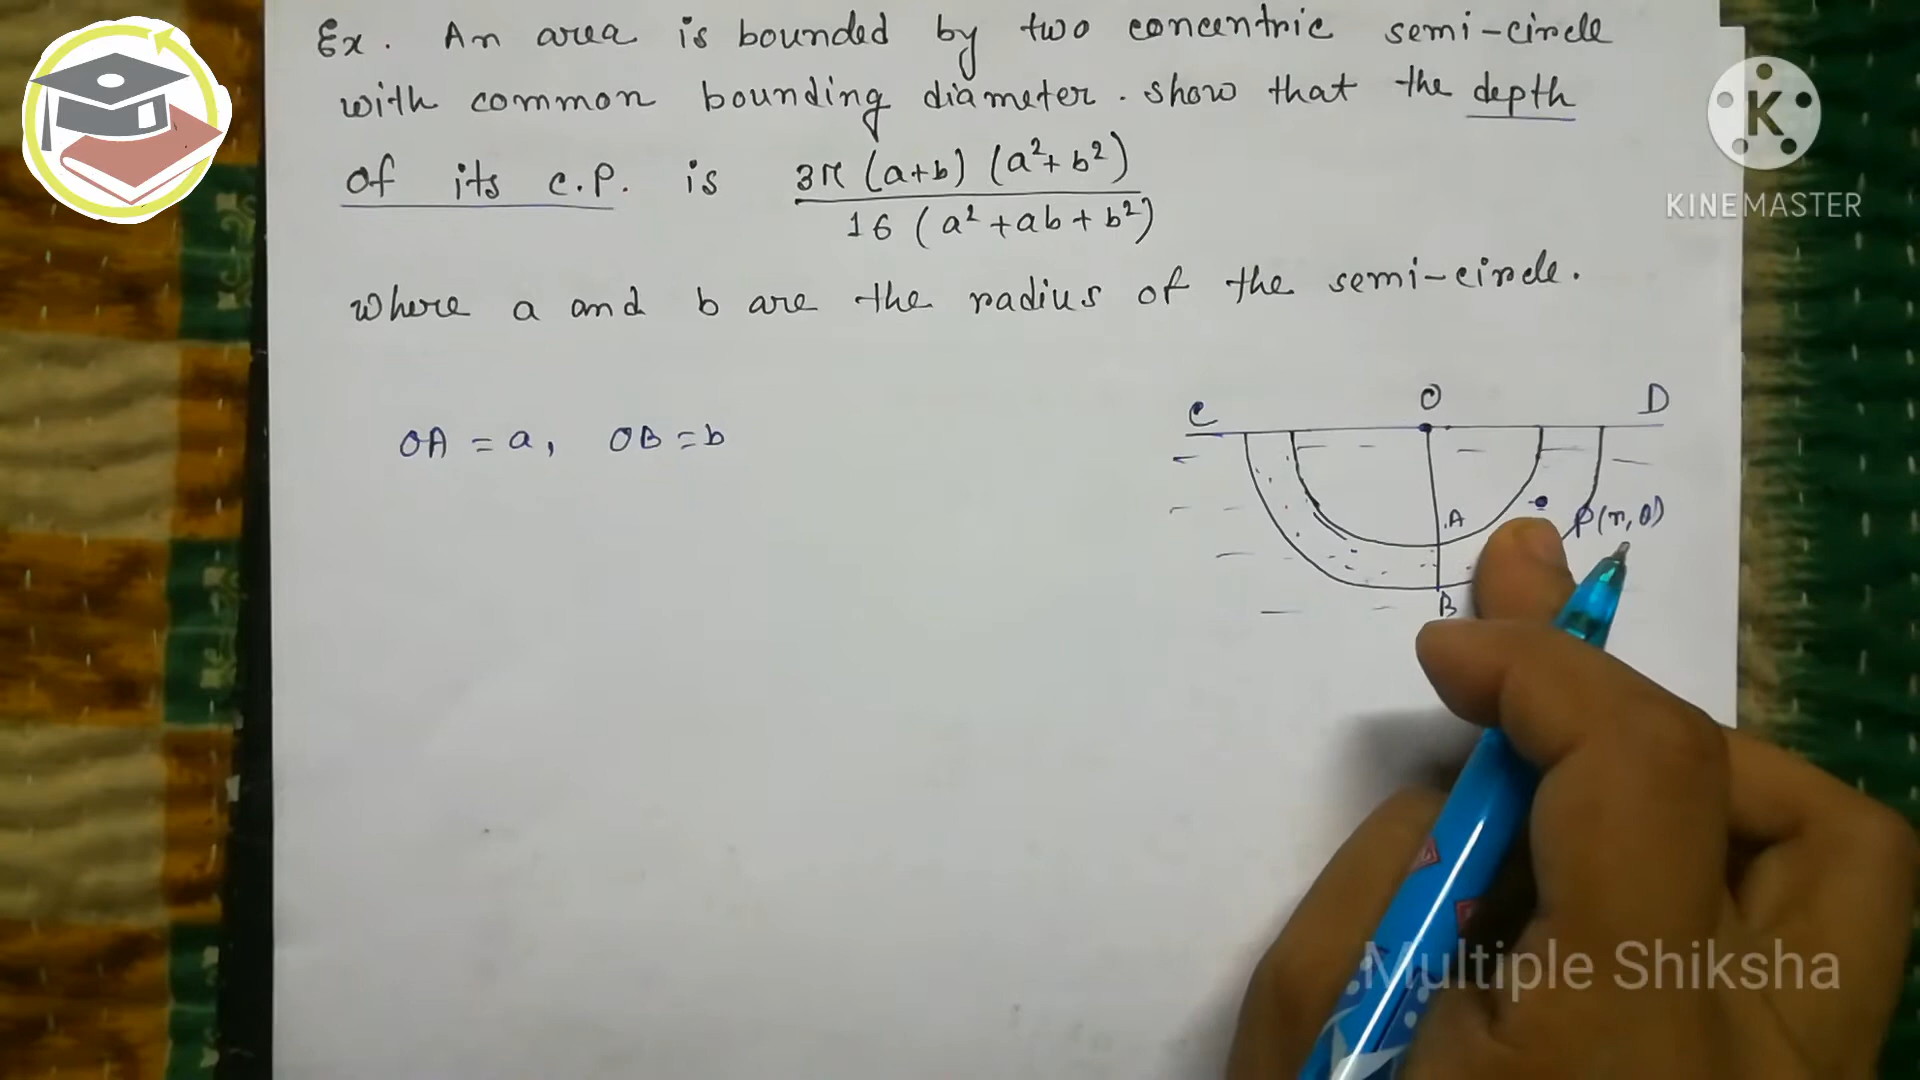 Ex. An area is bounded by two concentric semi-circle
with common bounding diameter. show that the depth
of its c.p. is 3π (a+b) (a²+b²) / 16 (a²+ab+b²)
where a and b are the radius of the semi-circle.
OA = a, OB = b
C O D
A P(r, θ)
B
K
KINEMASTER
Multiple Shiksha